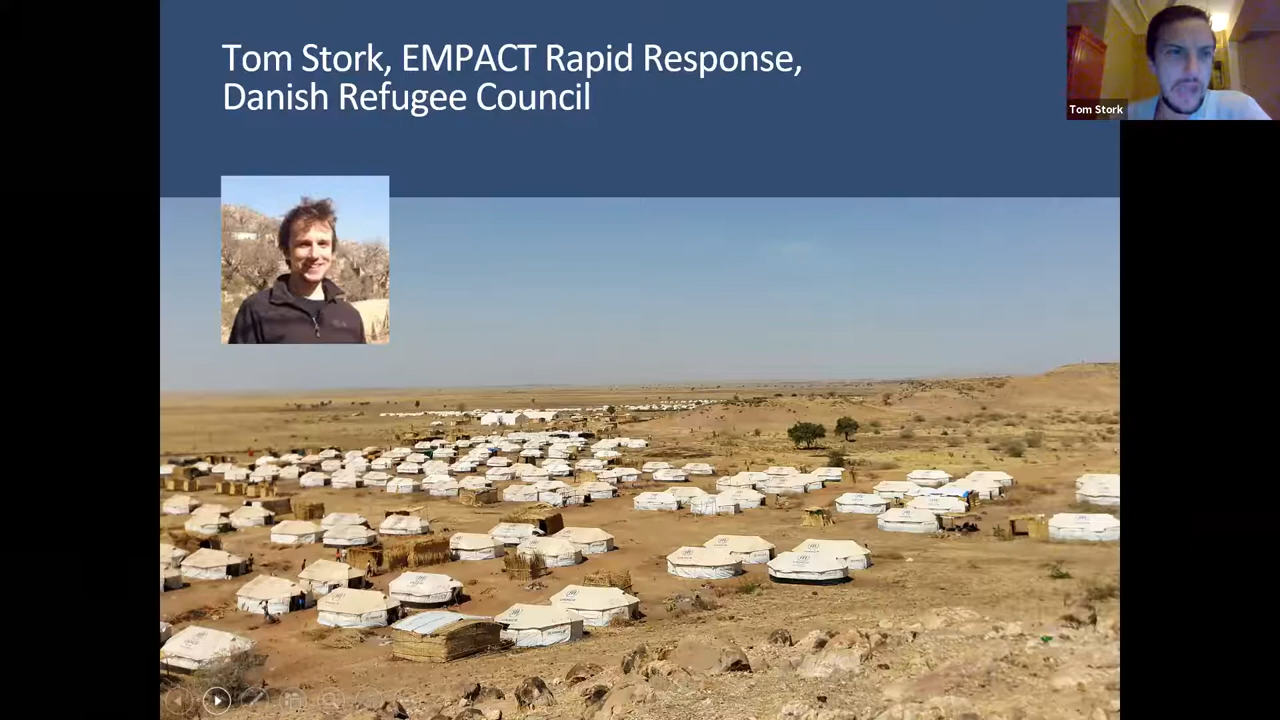 Tom Stork, EMPACT Rapid Response,
Danish Refugee Council
Tom Stork